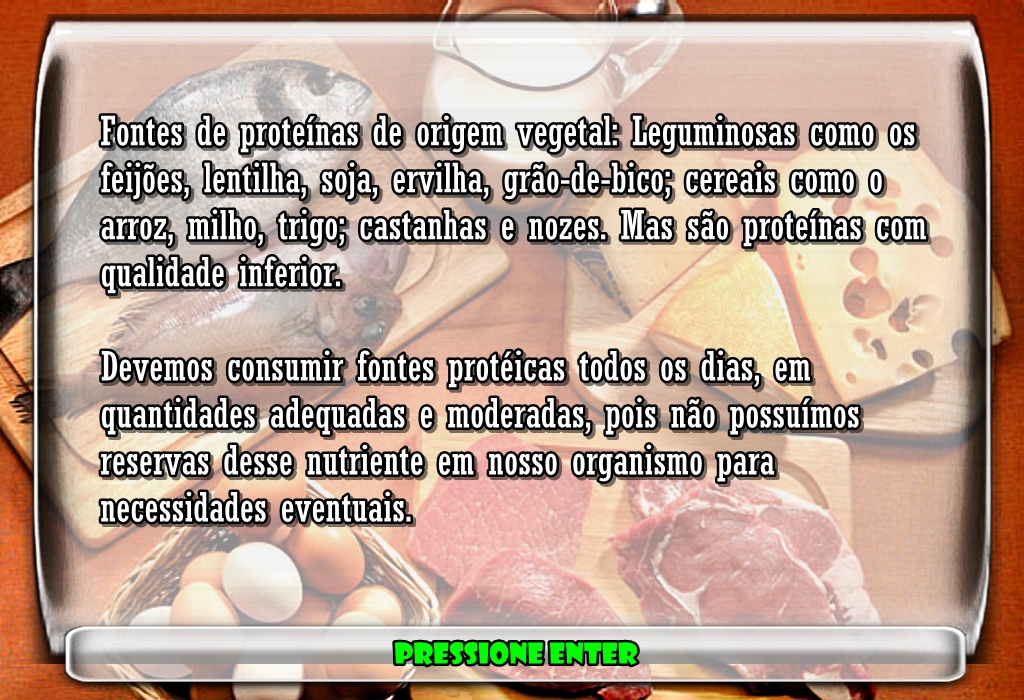 Fontes de proteínas de origem vegetal: Leguminosas como os
feijões, lentilha, soja, ervilha, grão-de-bico; cereais como o
arroz, milho, trigo; castanhas e nozes. Mas são proteínas com
qualidade inferior.
Devemos consumir fontes protéicas todos os dias, em
quantidades adequadas e moderadas, pois não possuímos
reservas desse nutriente em nosso organismo para
necessidades eventuais.
PRESSIONE ENTER